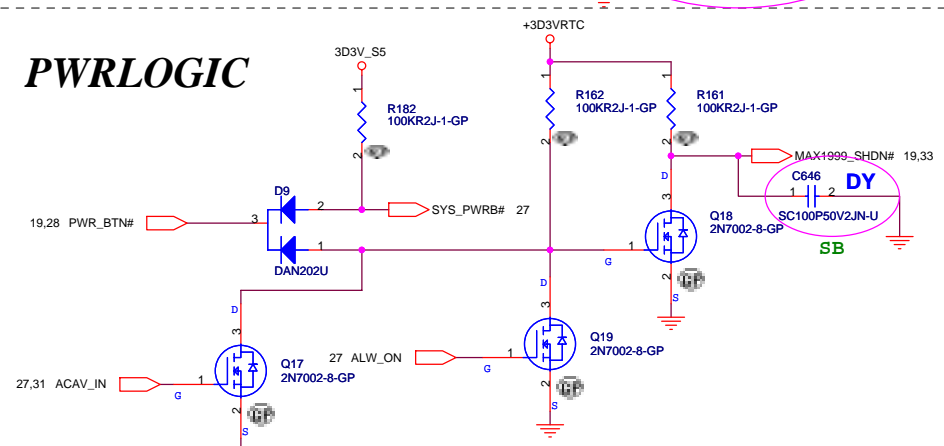 +3D3VRTC
PWRLOGIC
3D3V_S5
1
R182
100KR2J-1-GP
2
1
R162
100KR2J-1-GP
2
1
R161
100KR2J-1-GP
2
MAX1999_SHDN# 19,33
C646
DY
1
2
SC100P50V2JN-U
SB
D9
2
SYS_PWRB# 27
19,28 PWR_BTN#
3
1
DAN202U
D
3
Q18
2N7002-8-GP
1
G
2
GP
S
D
3
Q19
2N7002-8-GP
27 ALW_ON
1
G
2
GP
S
D
3
Q17
2N7002-8-GP
27,31 ACAV_IN
1
G
2
GP
S